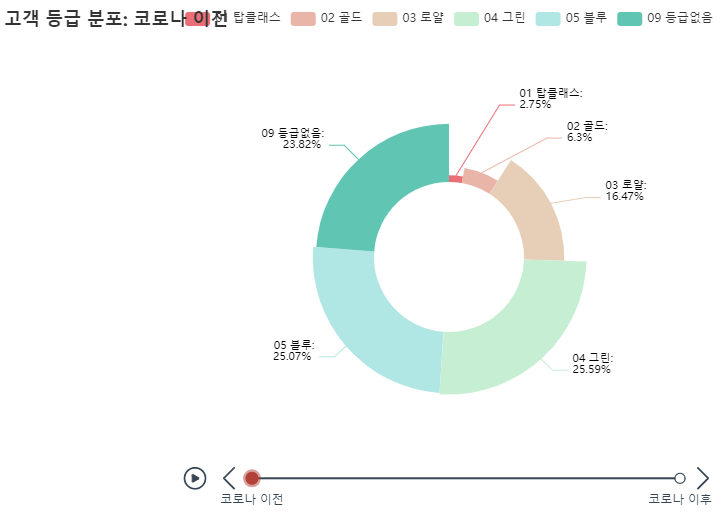 고객 등급 분포: 코로나 이전
01 탑클래스
02 골드
03 로얄
04 그린
05 블루
09 등급없음
01 탑클래스:
2.75%
02 골드:
6.3%
09 등급없음:
23.82%
03 로얄:
16.47%
05 블루:
25.07%
04 그린:
25.59%
코로나 이전
코로나 이후